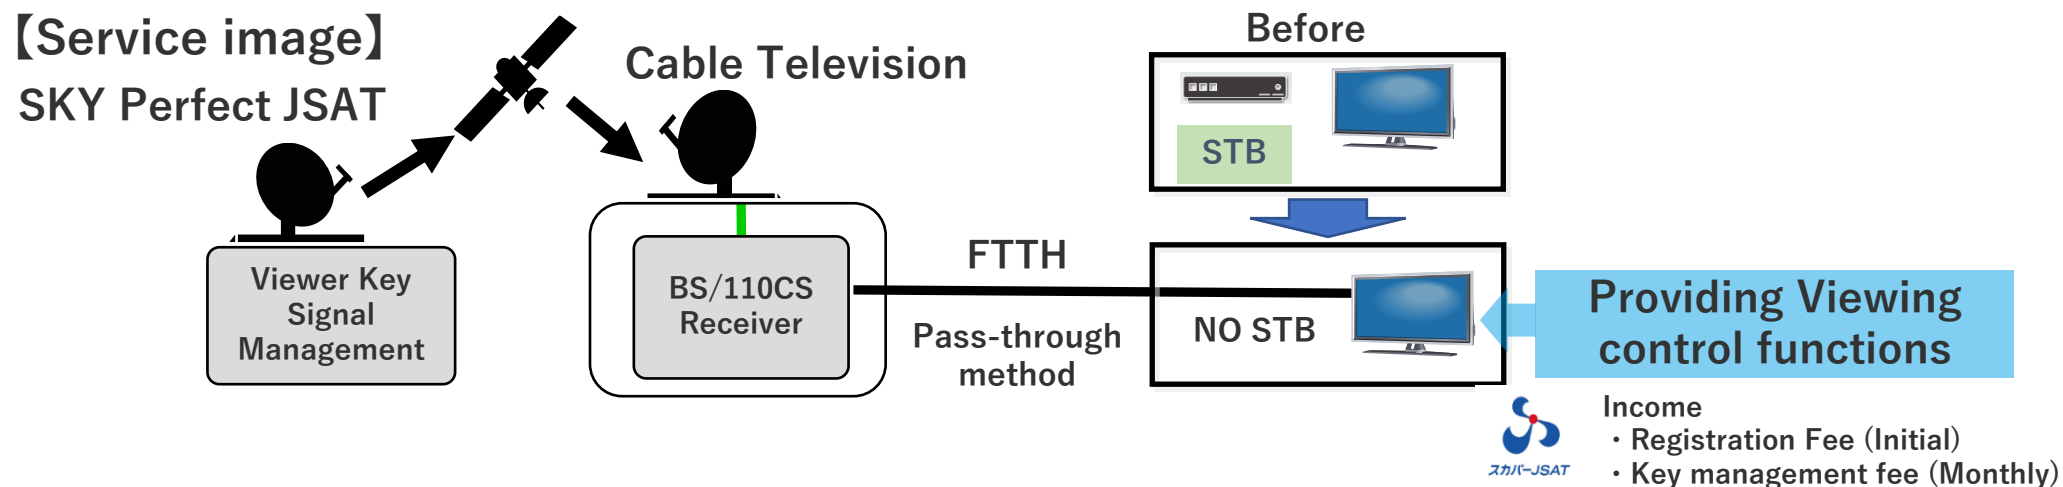 【Service image】
SKY Perfect JSAT
Viewer Key
Signal
Management
Cable Television
BS/110CS
Receiver
FTTH
Pass-through
method
Before
STB
NO STB
Providing Viewing
control functions
スカパーJSAT
Income
・Registration Fee (Initial)
・Key management fee (Monthly)